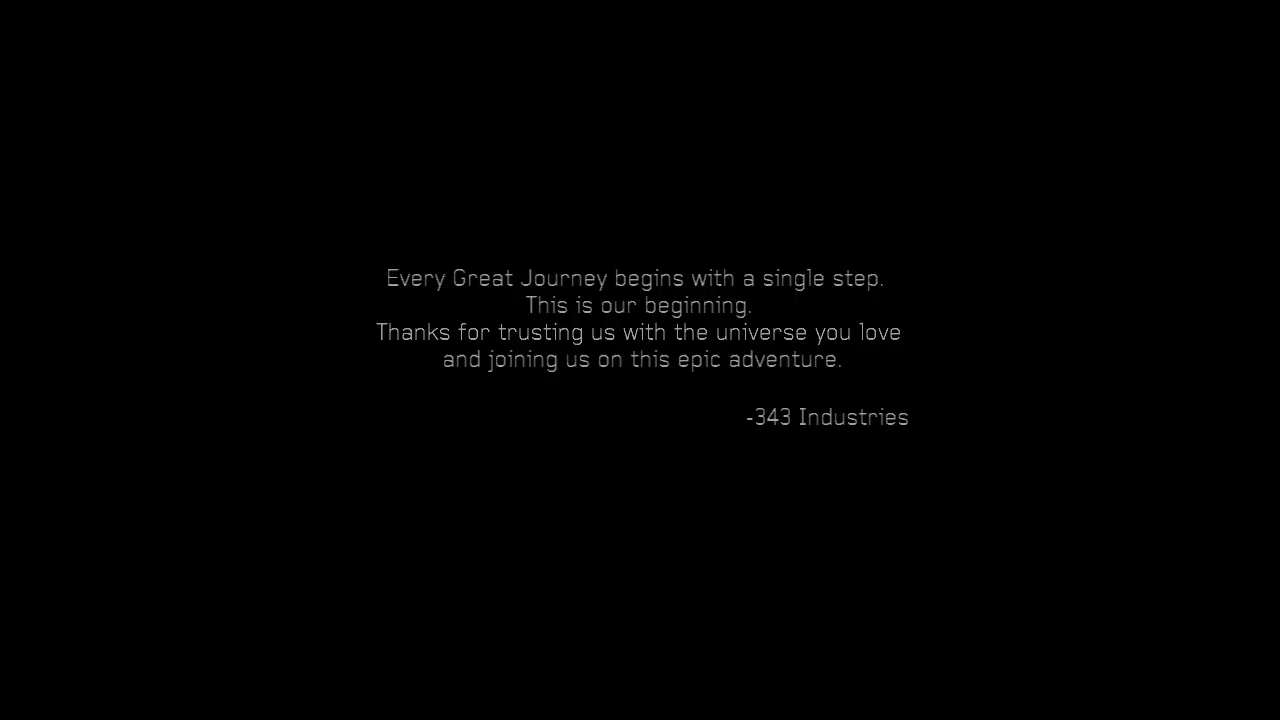 Every Great Journey begins with a single step.
This is our beginning.
Thanks for trusting us with the universe you love
and joining us on this epic adventure.
-343 Industries